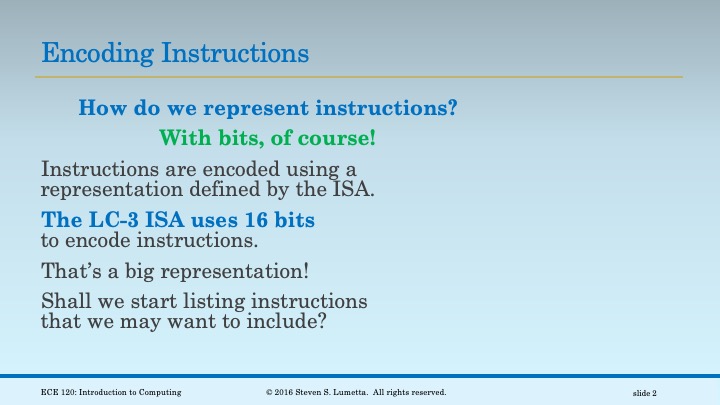 Encoding Instructions
How do we represent instructions?
With bits, of course!
Instructions are encoded using a
representation defined by the ISA.
The LC-3 ISA uses 16 bits
to encode instructions.
That’s a big representation!
Shall we start listing instructions
that we may want to include?
ECE 120: Introduction to Computing
© 2016 Steven S. Lumetta.  All rights reserved.
slide 2